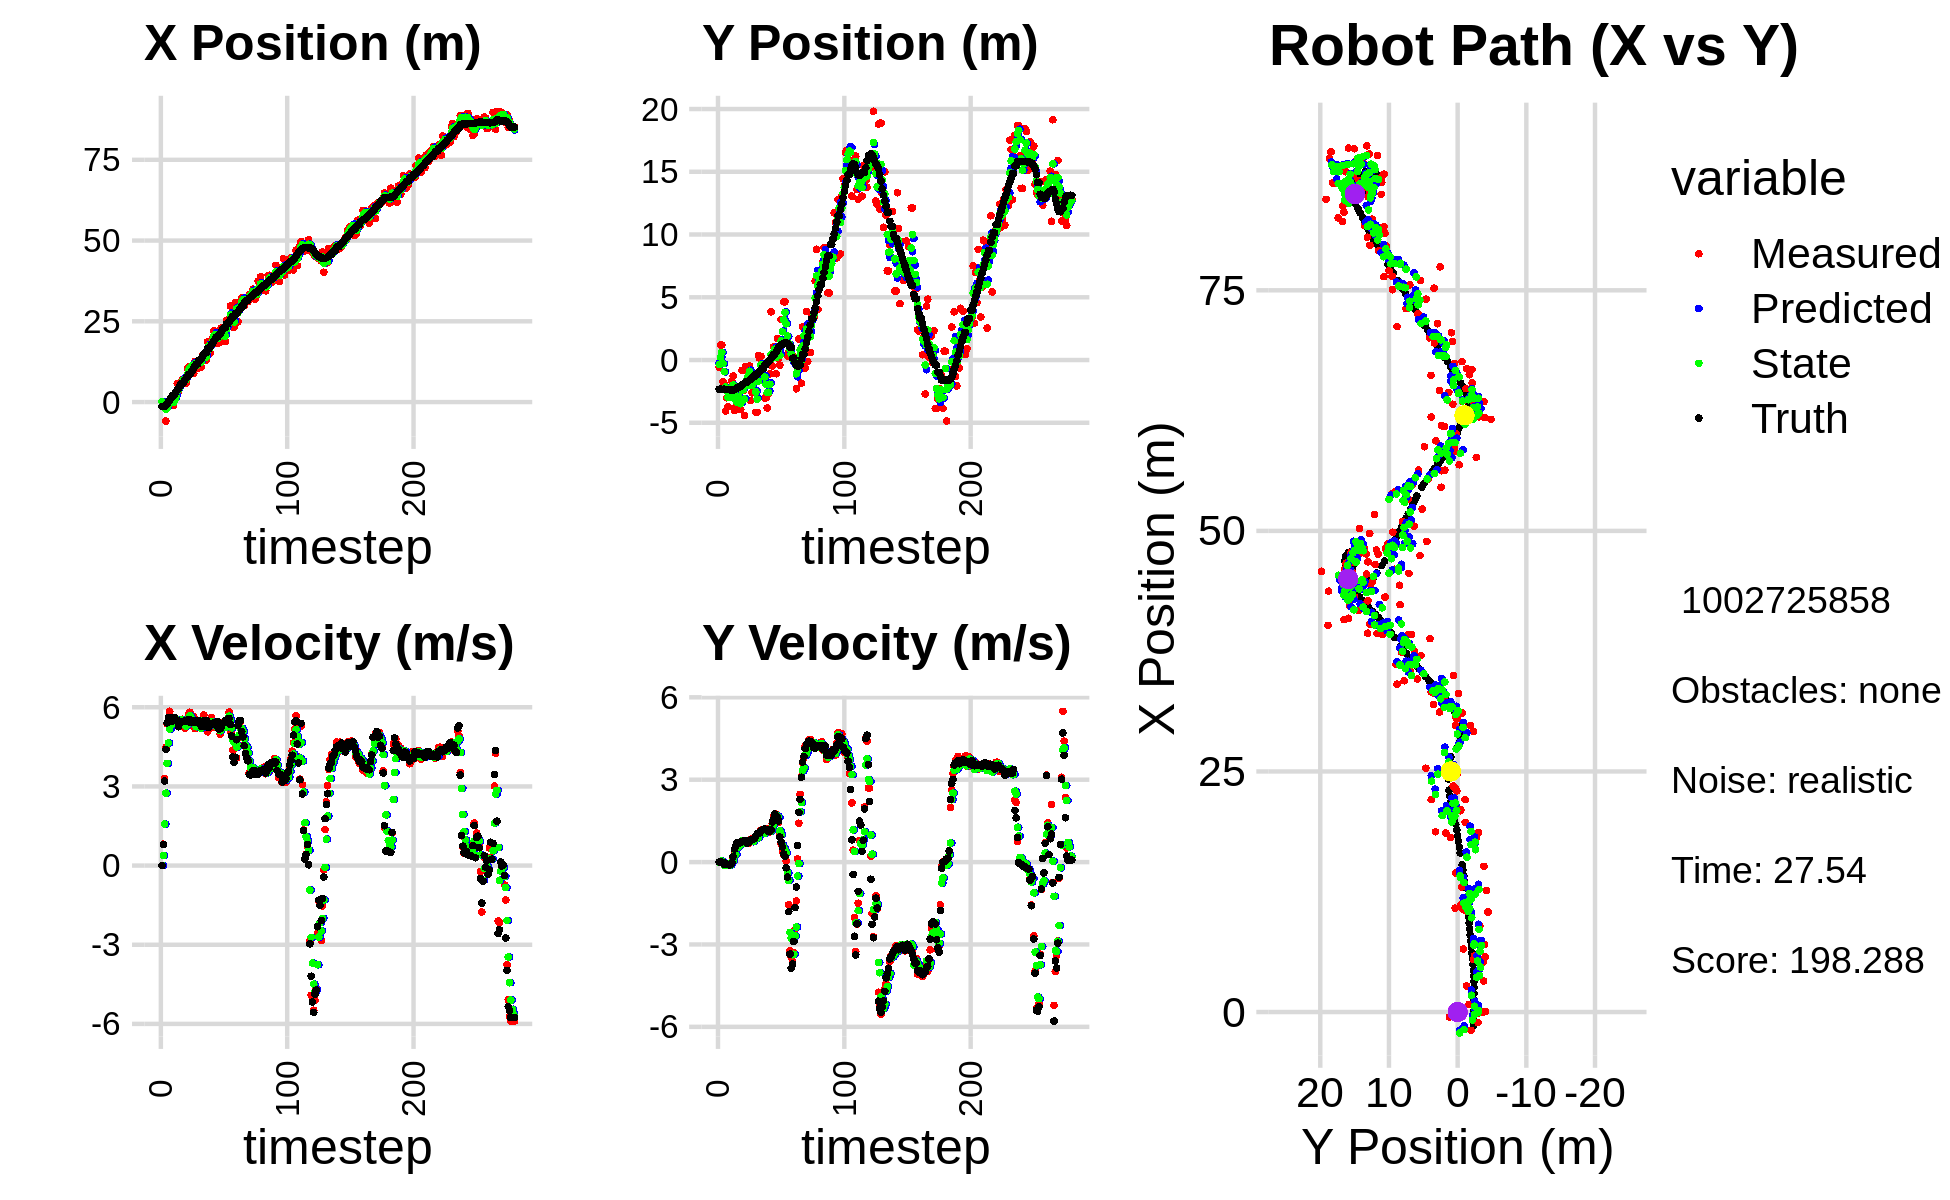 X Position (m)
75
50
25
0
0
100
200
timestep
Y Position (m)
20
15
10
5
0
-5
0
100
200
timestep
X Velocity (m/s)
6
3
0
-3
-6
0
100
200
timestep
Y Velocity (m/s)
6
3
0
-3
-6
0
100
200
timestep
Robot Path (X vs Y)
X Position (m)
75
50
25
0
20 10 0 -10 -20
Y Position (m)
variable
Measured
Predicted
State
Truth
1002725858
Obstacles: none
Noise: realistic
Time: 27.54
Score: 198.288